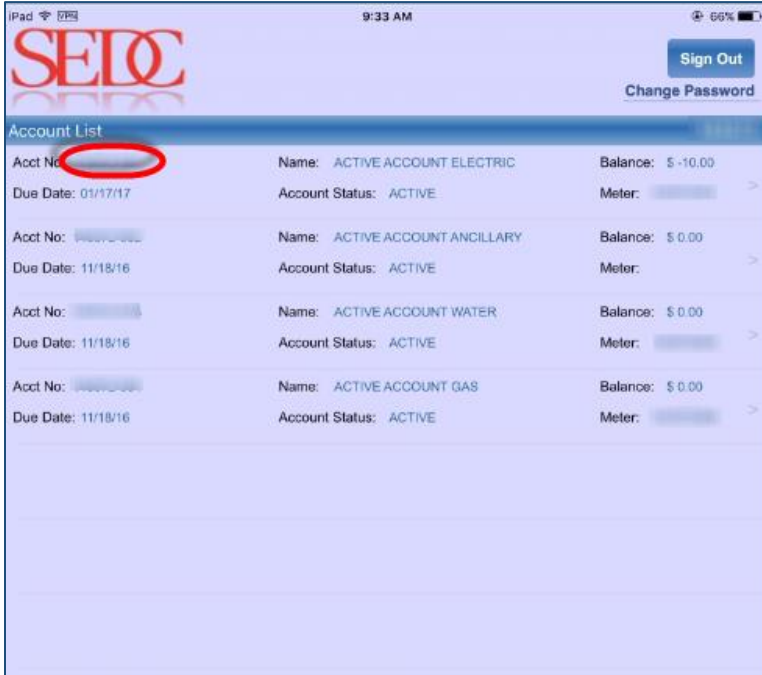 iPad VPN 9:33 AM 66%
SEDC
Sign Out
Change Password
Account List
Acct No Name: ACTIVE ACCOUNT ELECTRIC Balance: $ -10.00
Due Date: 01/17/17 Account Status: ACTIVE Meter: >
Acct No: Name: ACTIVE ACCOUNT ANCILLARY Balance: $ 0.00
Due Date: 11/18/16 Account Status: ACTIVE Meter: >
Acct No: Name: ACTIVE ACCOUNT WATER Balance: $ 0.00
Due Date: 11/18/16 Account Status: ACTIVE Meter: >
Acct No: Name: ACTIVE ACCOUNT GAS Balance: $ 0.00
Due Date: 11/18/16 Account Status: ACTIVE Meter: >